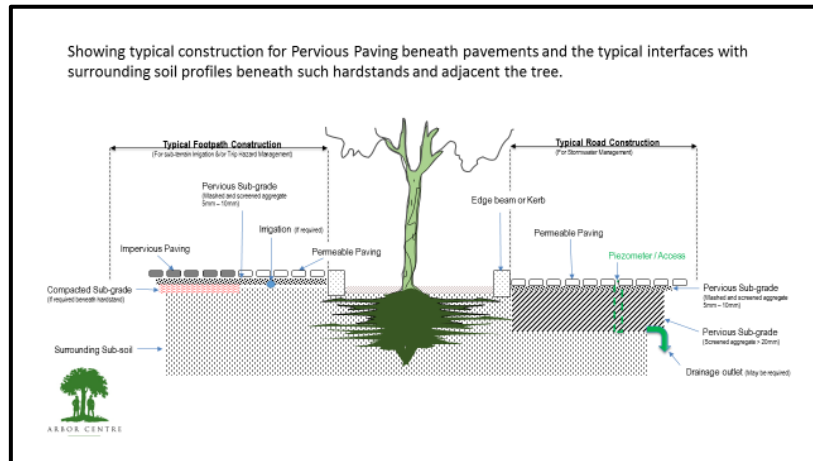 Showing typical construction for Pervious Paving beneath pavements and the typical interfaces with
surrounding soil profiles beneath such hardstands and adjacent the tree.
Typical Footpath Construction
(For sub-terrain Irrigation &/or Trip Hazard Management)
Pervious Sub-grade
(Washed and screened aggregate
5mm – 10mm)
Irrigation (If required)
Impervious Paving
Permeable Paving
Compacted Sub-grade
(If required beneath hardstand)
Surrounding Sub-soil
Edge beam or Kerb
Typical Road Construction
(For Stormwater Management)
Permeable Paving
Piezometer / Access
Pervious Sub-grade
(Washed and screened aggregate
5mm – 10mm)
Pervious Sub-grade
(Screened aggregate > 20mm)
Drainage outlet (May be required)
ARBOR CENTRE